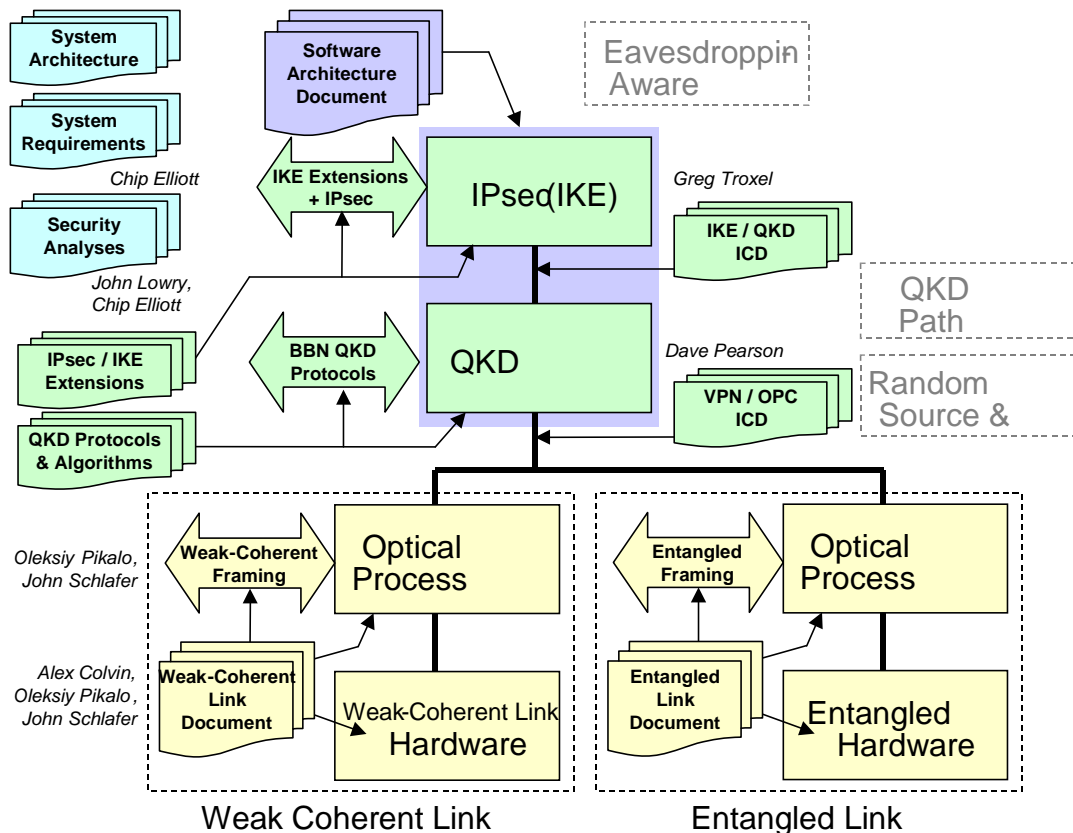 System
Architecture
System
Requirements
Chip Elliott
Security
Analyses
John Lowry,
Chip Elliott
IPsec / IKE
Extensions
QKD Protocols
& Algorithms
Software
Architecture
Document
IKE Extensions
+ IPsec
IPsec(IKE)
BBN QKD
Protocols
QKD
Eavesdroppin-
Aware
Greg Troxel
IKE / QKD
ICD
QKD
Path
Dave Pearson
VPN / OPC
ICD
Random
Source &
Oleksiy Pikalo,
John Schlafer
Weak-Coherent
Framing
Optical
Process
Alex Colvin,
Oleksiy Pikalo,
John Schlafer
Weak-Coherent
Link
Document
Weak-Coherent Link
Hardware
Weak Coherent Link
Entangled
Framing
Optical
Process
Entangled
Link
Document
Entangled
Hardware
Entangled Link